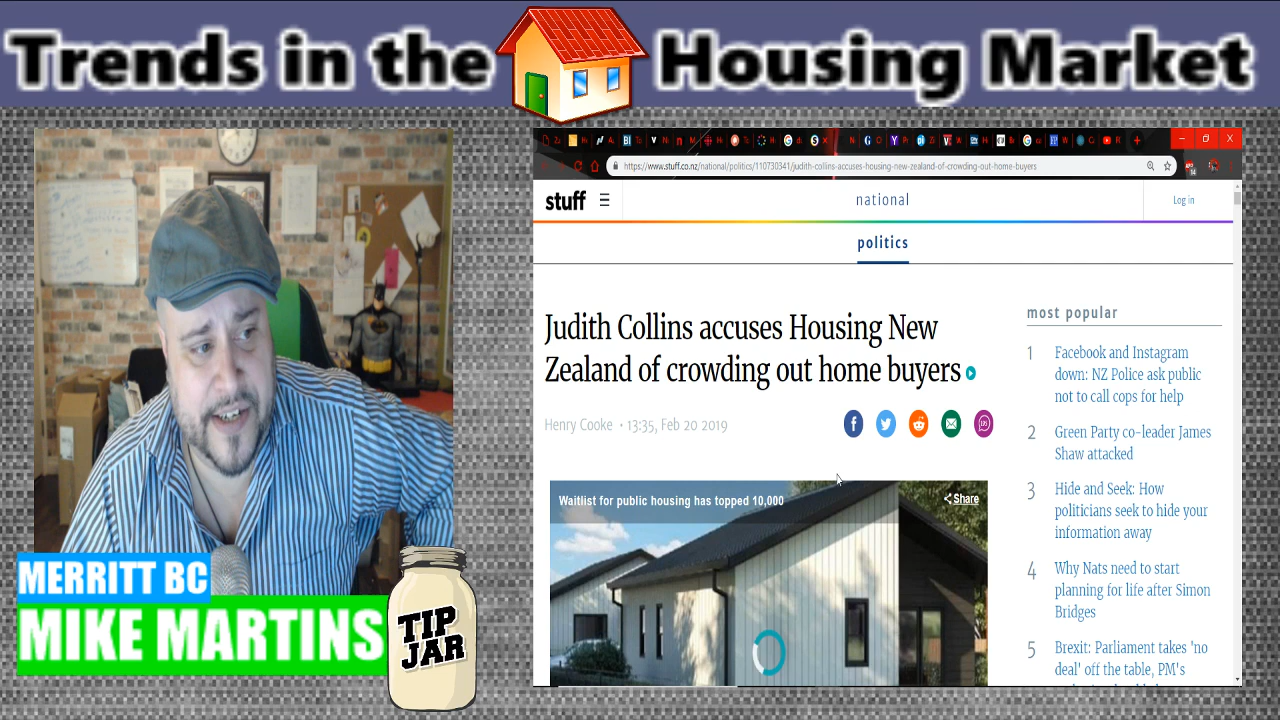 Trends in the Housing Market
https://www.stuff.co.nz/national/politics/110730341/judith-collins-accuses-housing-new-zealand-of-crowding-out-home-buyers
stuff
national
Log in
politics
Judith Collins accuses Housing New
Zealand of crowding out home buyers
Henry Cooke • 13:35, Feb 20 2019
Waitlist for public housing has topped 10,000
Share
most popular
1 Facebook and Instagram
down: NZ Police ask public
not to call cops for help
2 Green Party co-leader James
Shaw attacked
3 Hide and Seek: How
politicians seek to hide your
information away
4 Why Nats need to start
planning for life after Simon
Bridges
5 Brexit: Parliament takes 'no
deal' off the table, PM's
MERRITT BC
MIKE MARTINS
TIP
JAR